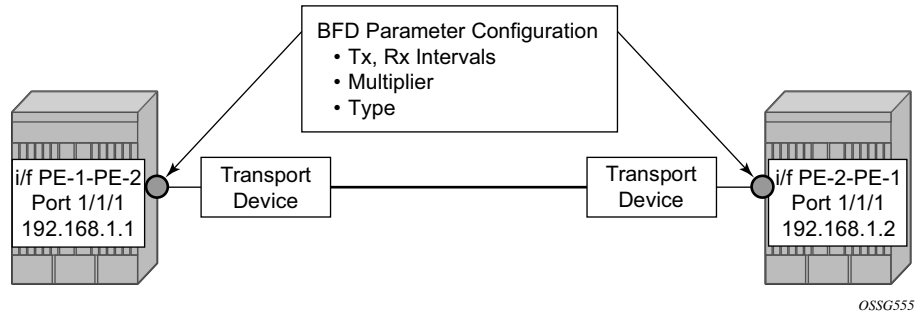 BFD Parameter Configuration
• Tx, Rx Intervals
• Multiplier
• Type
i/f PE-1-PE-2
Port 1/1/1
192.168.1.1
Transport
Device
Transport
Device
i/f PE-2-PE-1
Port 1/1/1
192.168.1.2
OSSG555